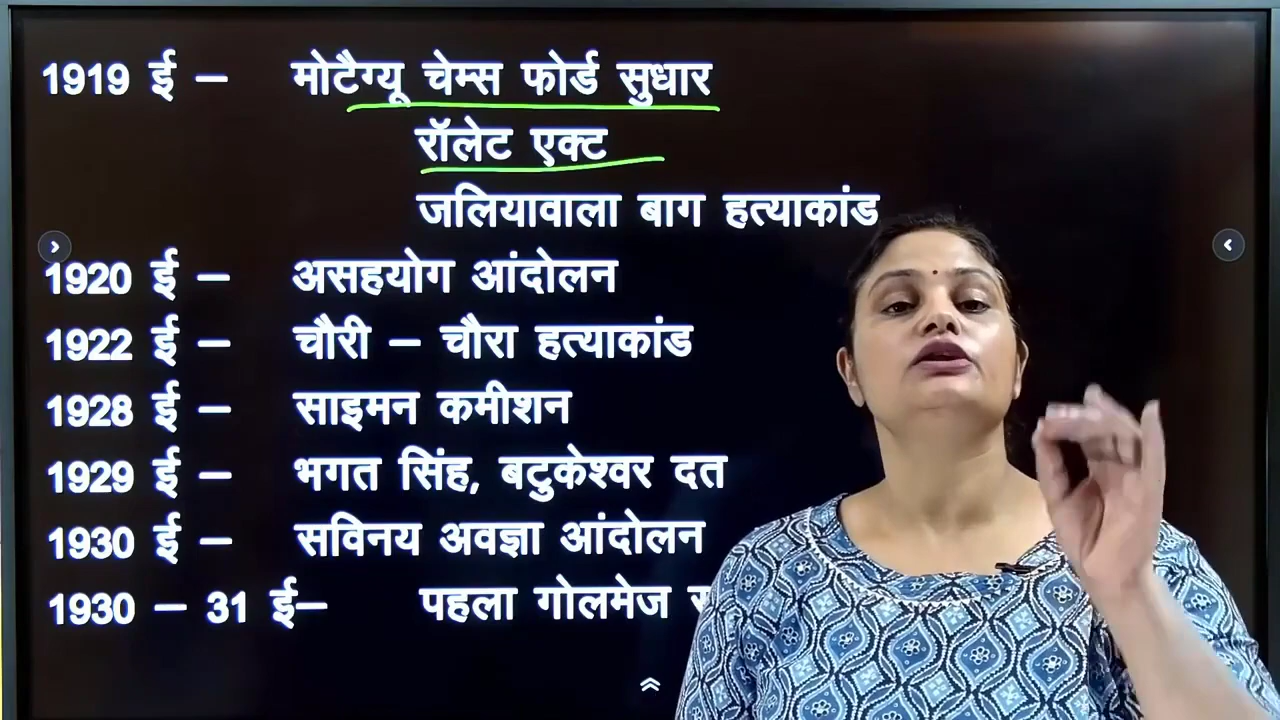 1919 ई – मोटैग्यू चेम्स फोर्ड सुधार
रॉलेट एक्ट
जलियावाला बाग हत्याकांड
1920 ई – असहयोग आंदोलन
1922 ई – चौरी – चौरा हत्याकांड
1928 ई – साइमन कमीशन
1929 ई – भगत सिंह, बटुकेश्वर दत
1930 ई – सविनय अवज्ञा आंदोलन
1930 – 31 ई– पहला गोलमेज